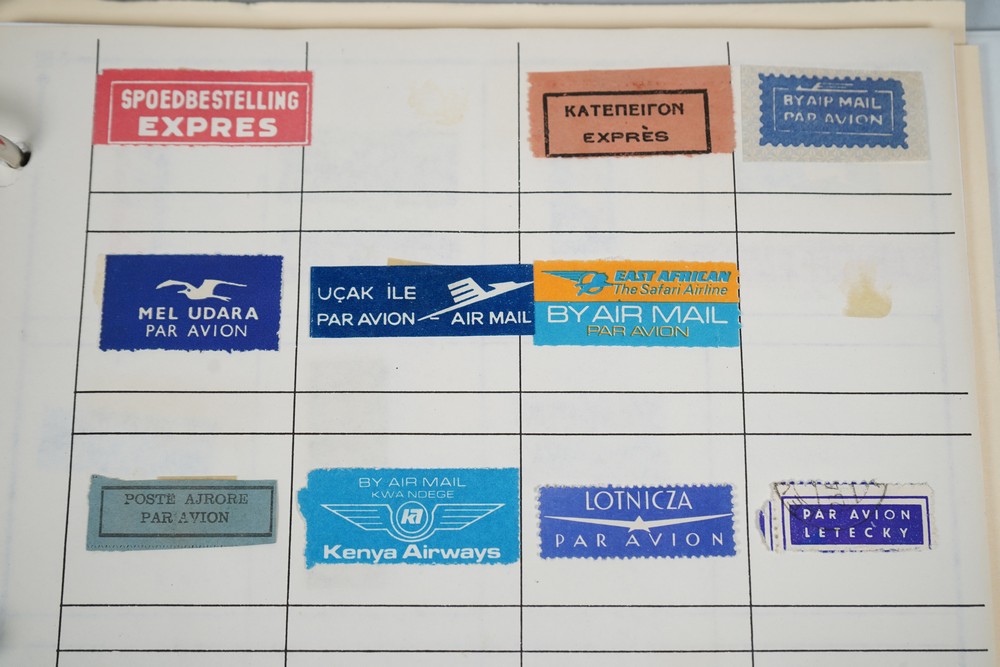 SPOEDBESTELLING
EXPRES
ΚΑΤΕΠΕΙΓΟΝ
EXPRÈS
BY AIR MAIL
PAR AVION
MEL UDARA
PAR AVION
UÇAK İLE
PAR AVION AIR MAIL
EAST AFRICAN
The Safari Airline
BY AIR MAIL
PAR AVION
POSTË AJRORE
PAR AVION
BY AIR MAIL
KWA NDEGE
Kenya Airways
LOTNICZA
PAR AVION
PAR AVION
LETECKY